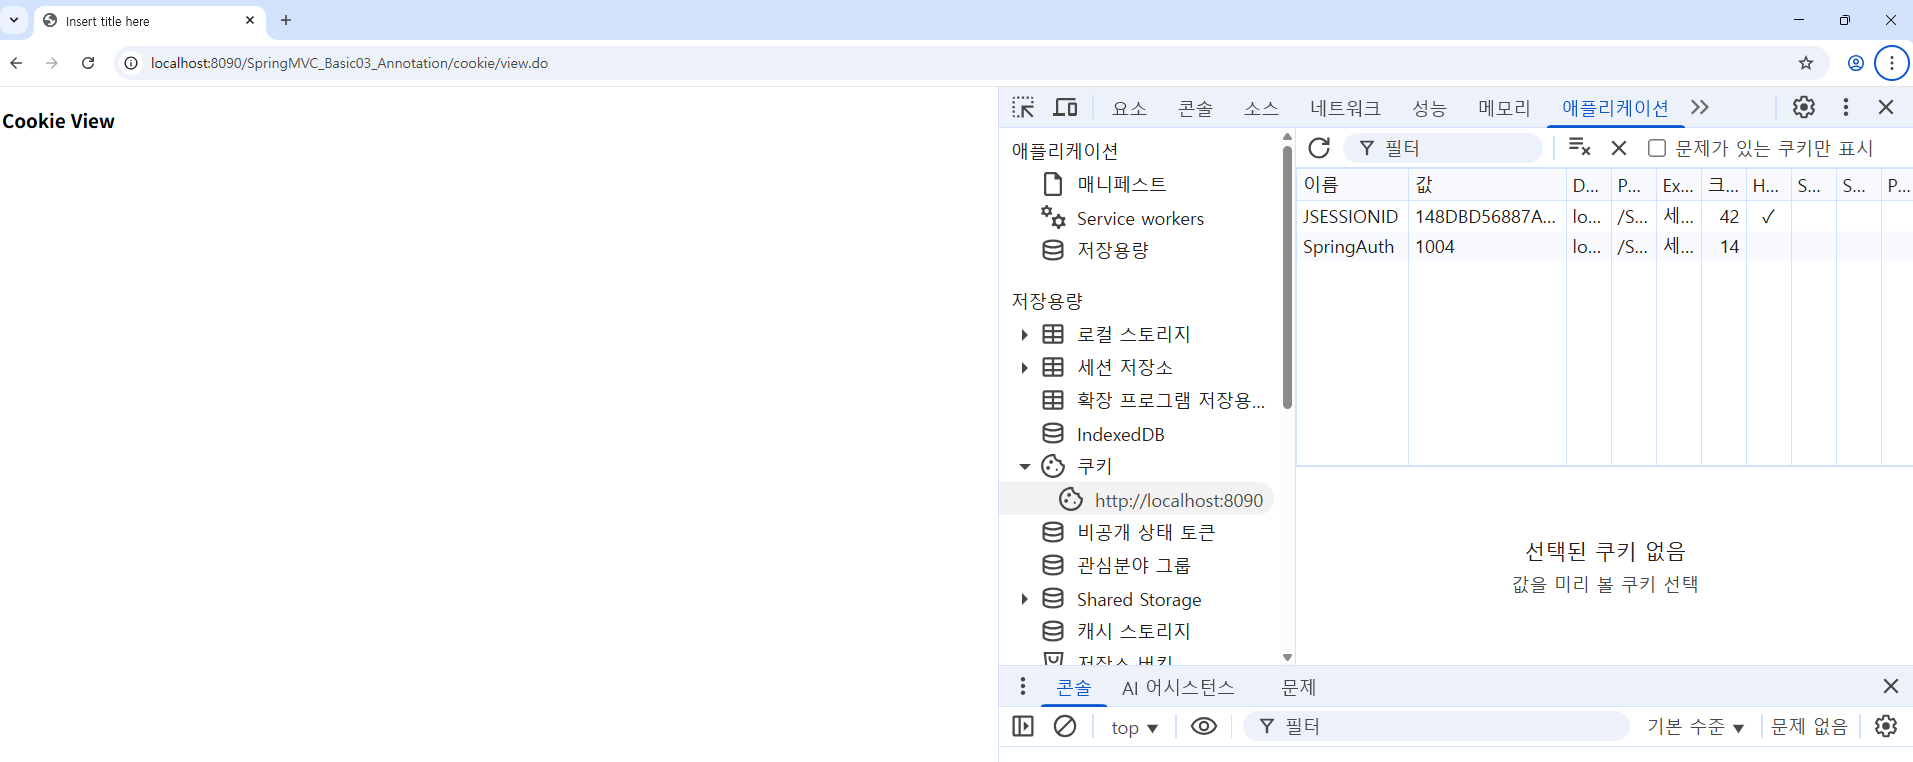 Insert title here
localhost:8090/SpringMVC_Basic03_Annotation/cookie/view.do
Cookie View
요소 콘솔 소스 네트워크 성능 메모리 애플리케이션
애플리케이션
매니페스트
Service workers
저장용량
저장용량
로컬 스토리지
세션 저장소
확장 프로그램 저장용...
IndexedDB
쿠키
http://localhost:8090
비공개 상태 토큰
관심분야 그룹
Shared Storage
캐시 스토리지
저장소 버킷
필터 문제가 있는 쿠키만 표시
이름 값 D... P... Ex... 크... H... S... S... P...
JSESSIONID 148DBD56887A... lo... /S... 세... 42 ✓
SpringAuth 1004 lo... /S... 세... 14
선택된 쿠키 없음
값을 미리 볼 쿠키 선택
콘솔 AI 어시스턴스 문제
top ▼ 필터 기본 수준 ▼ 문제 없음